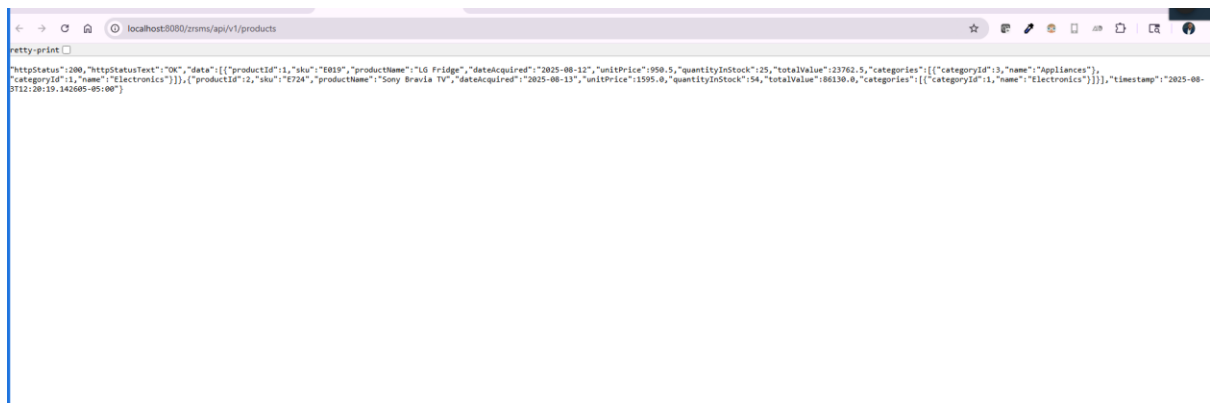 localhost:8080/zrsms/api/v1/products
retty-print
"httpStatus":200,"httpStatusText":"OK","data":[{"productId":1,"sku":"E019","productName":"LG Fridge","dateAcquired":"2025-08-12","unitPrice":950.5,"quantityInStock":25,"totalValue":23762.5,"categories":[{"categoryId":3,"name":"Appliances"},
"categoryId":1,"name":"Electronics"}]},{"productId":2,"sku":"E724","productName":"Sony Bravia TV","dateAcquired":"2025-08-13","unitPrice":1595.0,"quantityInStock":54,"totalValue":86130.0,"categories":[{"categoryId":1,"name":"Electronics"}]}],"timestamp":"2025-08-
3T12:20:19.142605-05:00"}